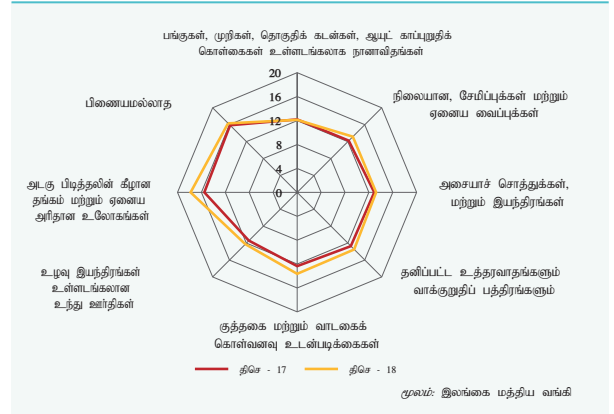 பங்குகள், முறிகள், தொகுதிக் கடன்கள், ஆயுட் காப்புறுதிக்
கொள்கைகள் உள்ளடங்கலாக நானாவிதங்கள்
20
16
12
8
4
0
நிலையான, சேமிப்புக்கள் மற்றும்
ஏனைய வைப்புக்கள்
பிணையமல்லாத
அடகு பிடித்தலின் கீழான
தங்கம் மற்றும் ஏனைய
அரிதான உலோகங்கள்
அசையாச் சொத்துக்கள்,
மற்றும் இயந்திரங்கள்
உழவு இயந்திரங்கள்
உள்ளடங்கலான
உந்து ஊர்திகள்
தனிப்பட்ட உத்தரவாதங்களும்
வாக்குறுதிப் பத்திரங்களும்
குத்தகை மற்றும் வாடகைக்
கொள்வனவு உடன்படிக்கைகள்
திசெ - 17 திசெ - 18
மூலம்: இலங்கை மத்திய வங்கி